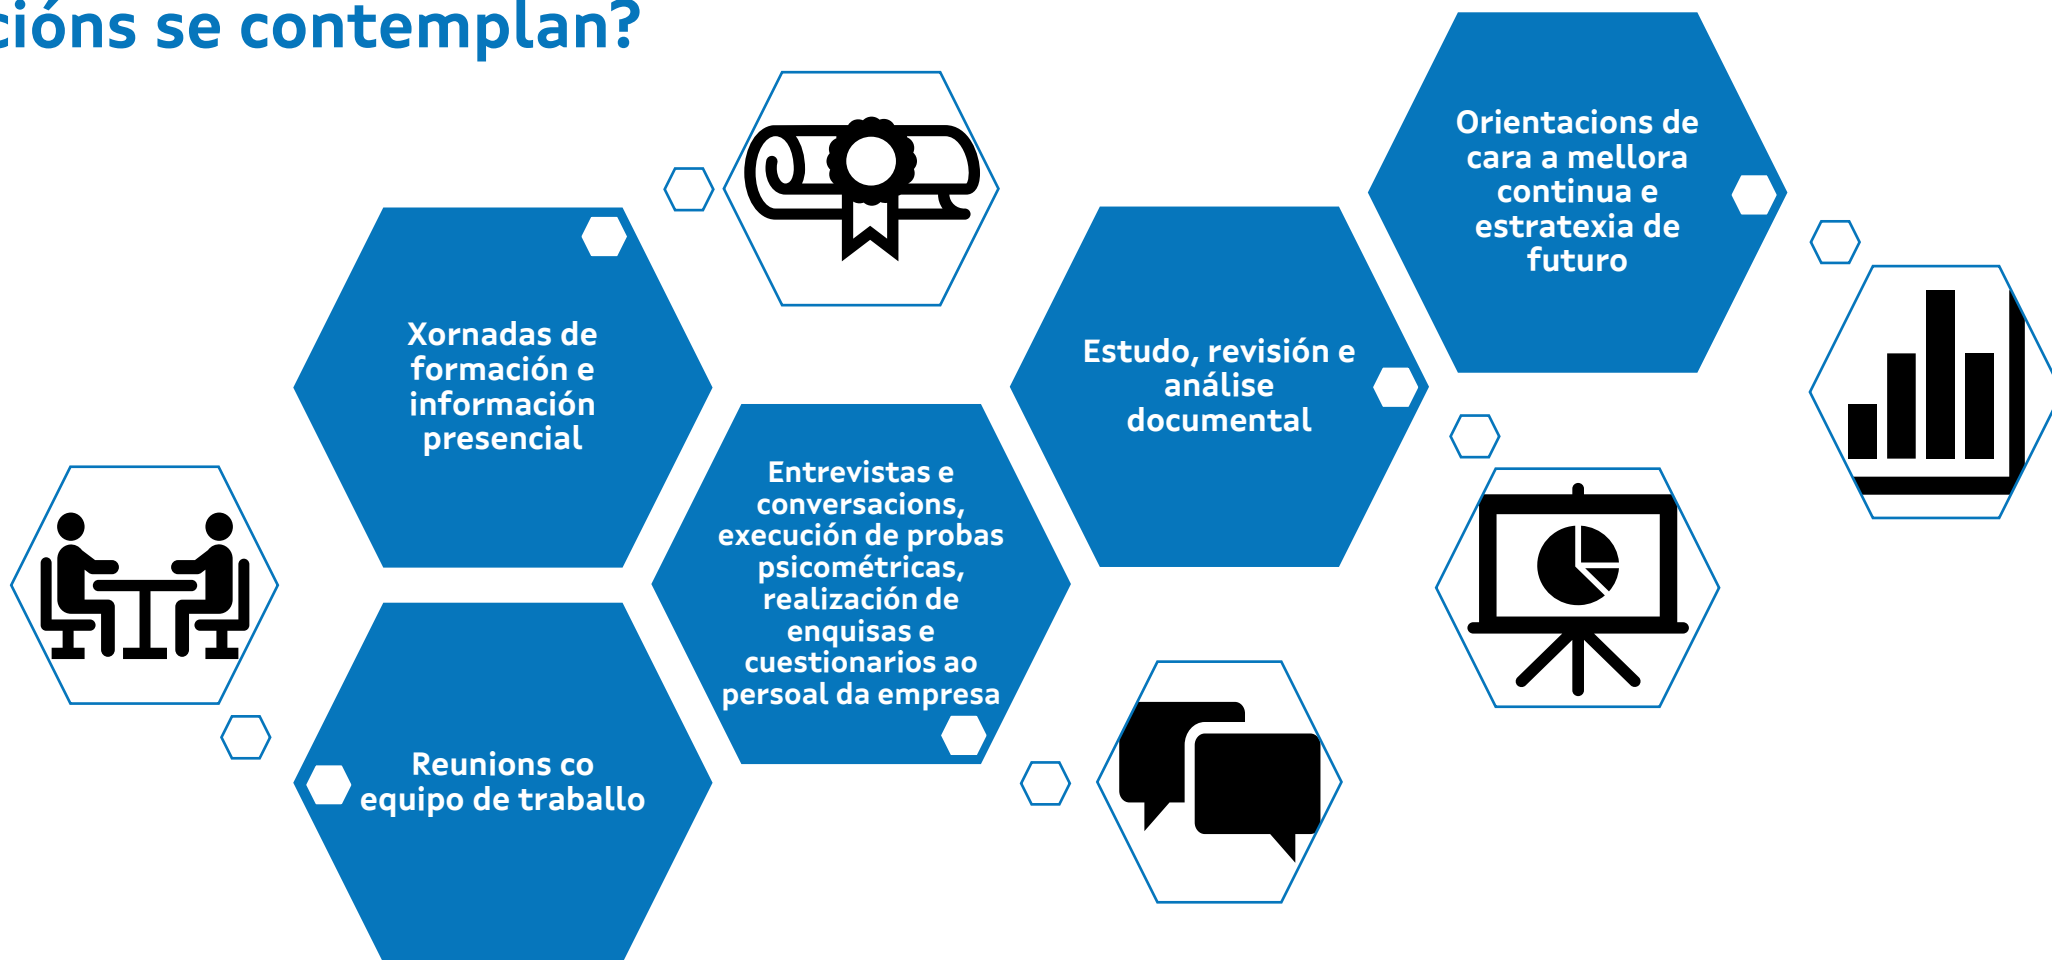 cións se contemplan?
Xornadas de
formación e
información
presencial
Reunions co
equipo de traballo
Entrevistas e
conversacions,
execución de probas
psicométricas,
realización de
enquisas e
cuestionarios ao
persoal da empresa
Estudo, revisión e
análise
documental
Orientacions de
cara a mellora
continua e
estratexia de
futuro